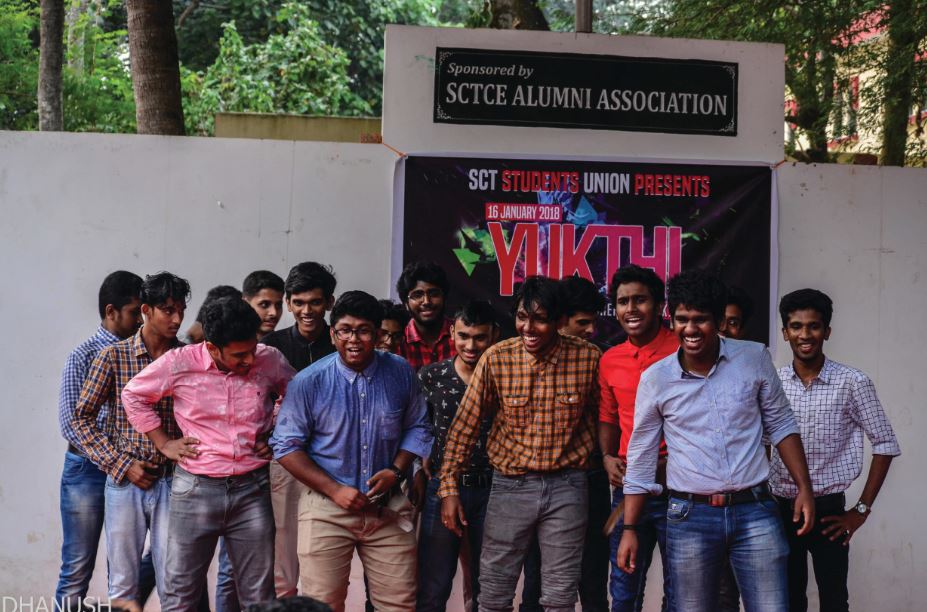 Sponsored by
SCTCE ALUMNI ASSOCIATION
SCT STUDENTS UNION PRESENTS
16 JANUARY 2018
YUKTHI
DHANUSH